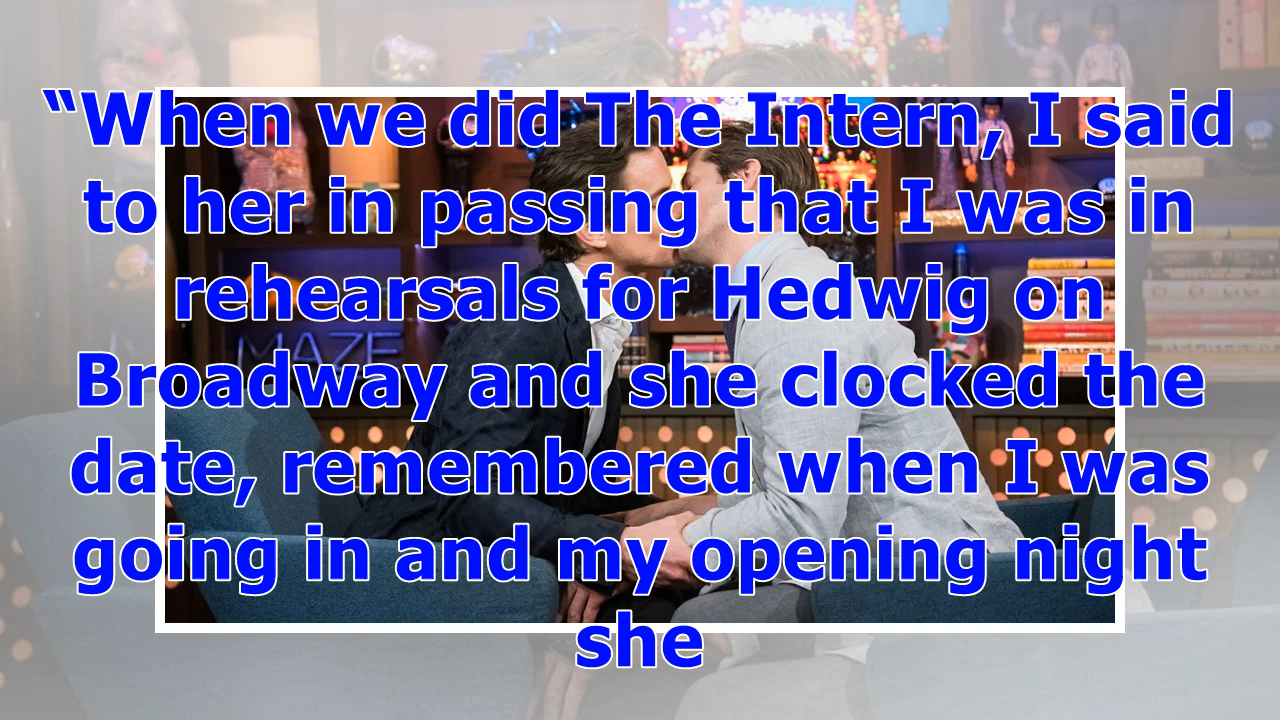 “When we did The Intern, I said
to her in passing that I was in
rehearsals for Hedwig on
Broadway and she clocked the
date, remembered when I was
going in and my opening night
she
MAZE